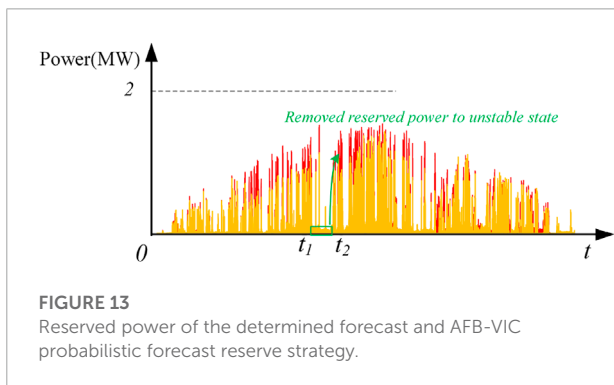 Power(MW)
2
Removed reserved power to unstable state
0
t1
t2
t
FIGURE 13
Reserved power of the determined forecast and AFB-VIC
probabilistic forecast reserve strategy.